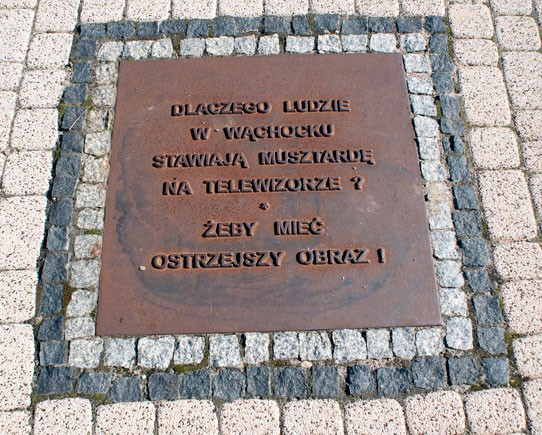 DLACZEGO LUDZIE
W WĄCHOCKU
STAWIAJĄ MUSZTARDĘ
NA TELEWIZORZE ?
*
ŻEBY MIEĆ
OSTRZEJSZY OBRAZ !